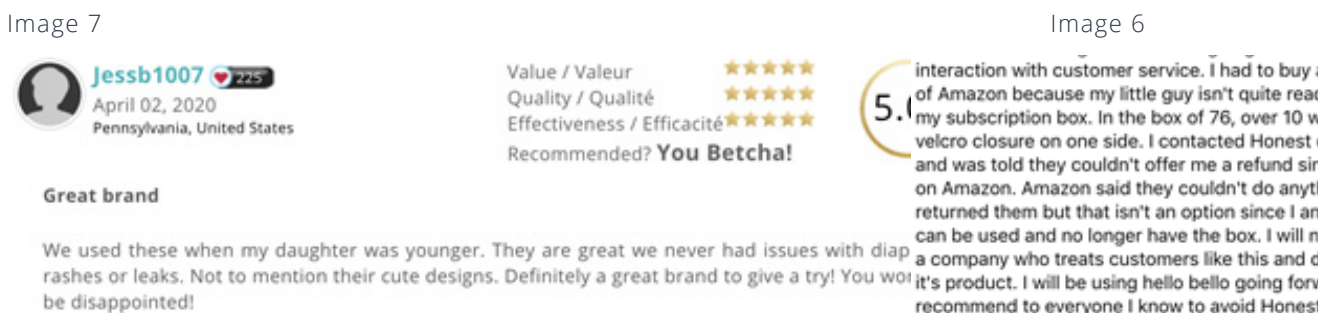 Image 7
Jessb1007 225
April 02, 2020
Pennsylvania, United States
Value / Valeur
Quality / Qualité
Effectiveness / Efficacité
Recommended? You Betcha!
Great brand
We used these when my daughter was younger. They are great we never had issues with diap
rashes or leaks. Not to mention their cute designs. Definitely a great brand to give a try! You wo
be disappointed!
Image 6
interaction with customer service. I had to buy a
of Amazon because my little guy isn't quite read
my subscription box. In the box of 76, over 10 w
velcro closure on one side. I contacted Honest
and was told they couldn't offer me a refund sin
on Amazon. Amazon said they couldn't do anyt
returned them but that isn't an option since I an
can be used and no longer have the box. I will n
a company who treats customers like this and d
it's product. I will be using hello bello going forw
recommend to everyone I know to avoid Honest